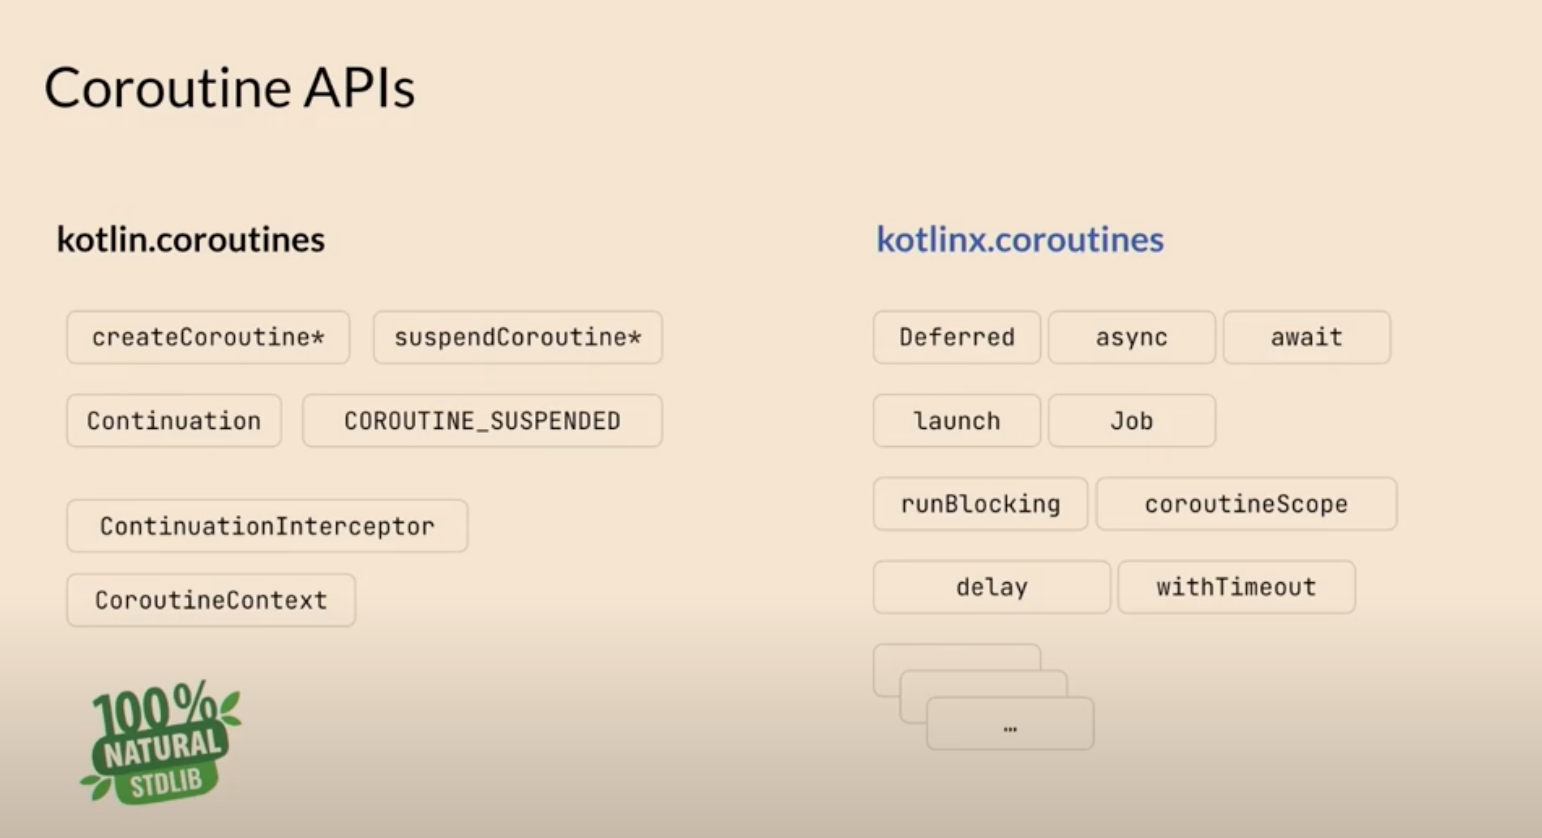 Coroutine APIs
kotlin.coroutines
createCoroutine*
suspendCoroutine*
Continuation
COROUTINE_SUSPENDED
ContinuationInterceptor
CoroutineContext
100%
NATURAL
STDLIB
kotlinx.coroutines
Deferred
async
await
launch
Job
runBlocking
coroutineScope
delay
withTimeout
…